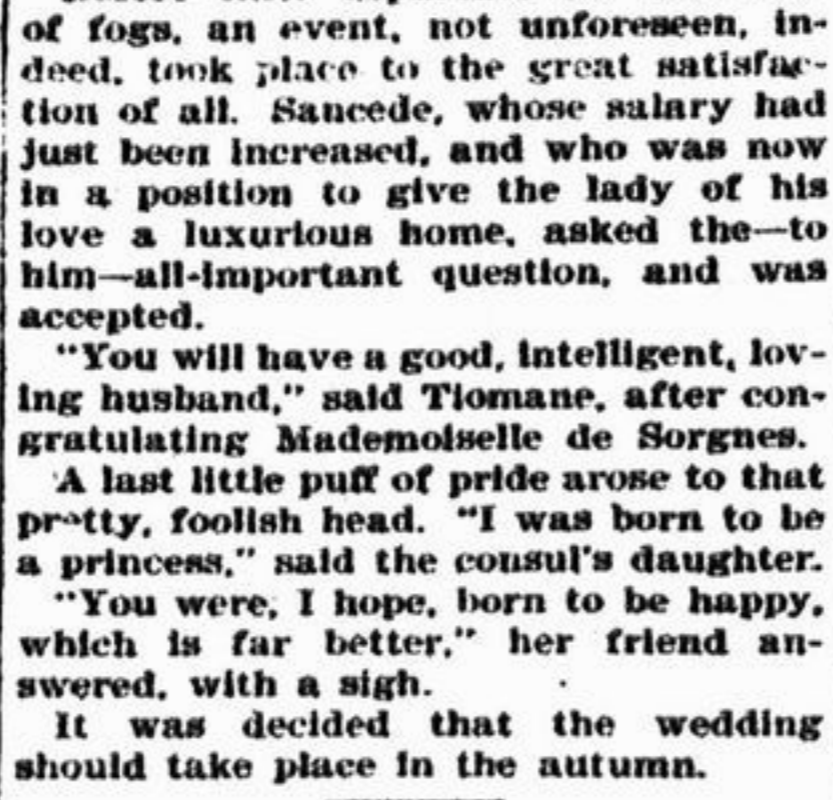 of fogs, an event, not unforeseen, in-
deed, took place to the great satisfac-
tion of all. Sancede, whose salary had
just been increased, and who was now
in a position to give the lady of his
love a luxurious home, asked the—to
him—all-important question, and was
accepted.
"You will have a good, intelligent, lov-
ing husband," said Tiomane, after con-
gratulating Mademoiselle de Sorgnes.
A last little puff of pride arose to that
pretty, foolish head. "I was born to be
a princess," said the consul's daughter.
"You were, I hope, born to be happy,
which is far better," her friend an-
swered, with a sigh.
It was decided that the wedding
should take place in the autumn.